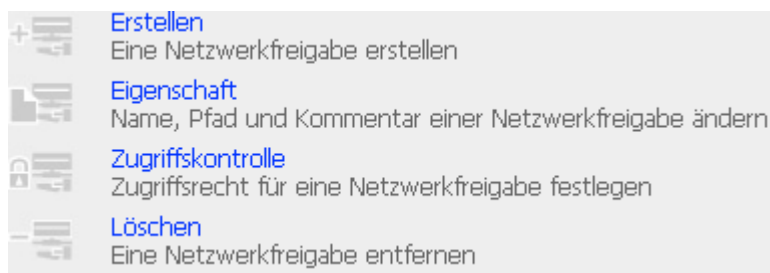 Erstellen
Eine Netzwerkfreigabe erstellen
Eigenschaft
Name, Pfad und Kommentar einer Netzwerkfreigabe ändern
Zugriffskontrolle
Zugriffsrecht für eine Netzwerkfreigabe festlegen
Löschen
Eine Netzwerkfreigabe entfernen